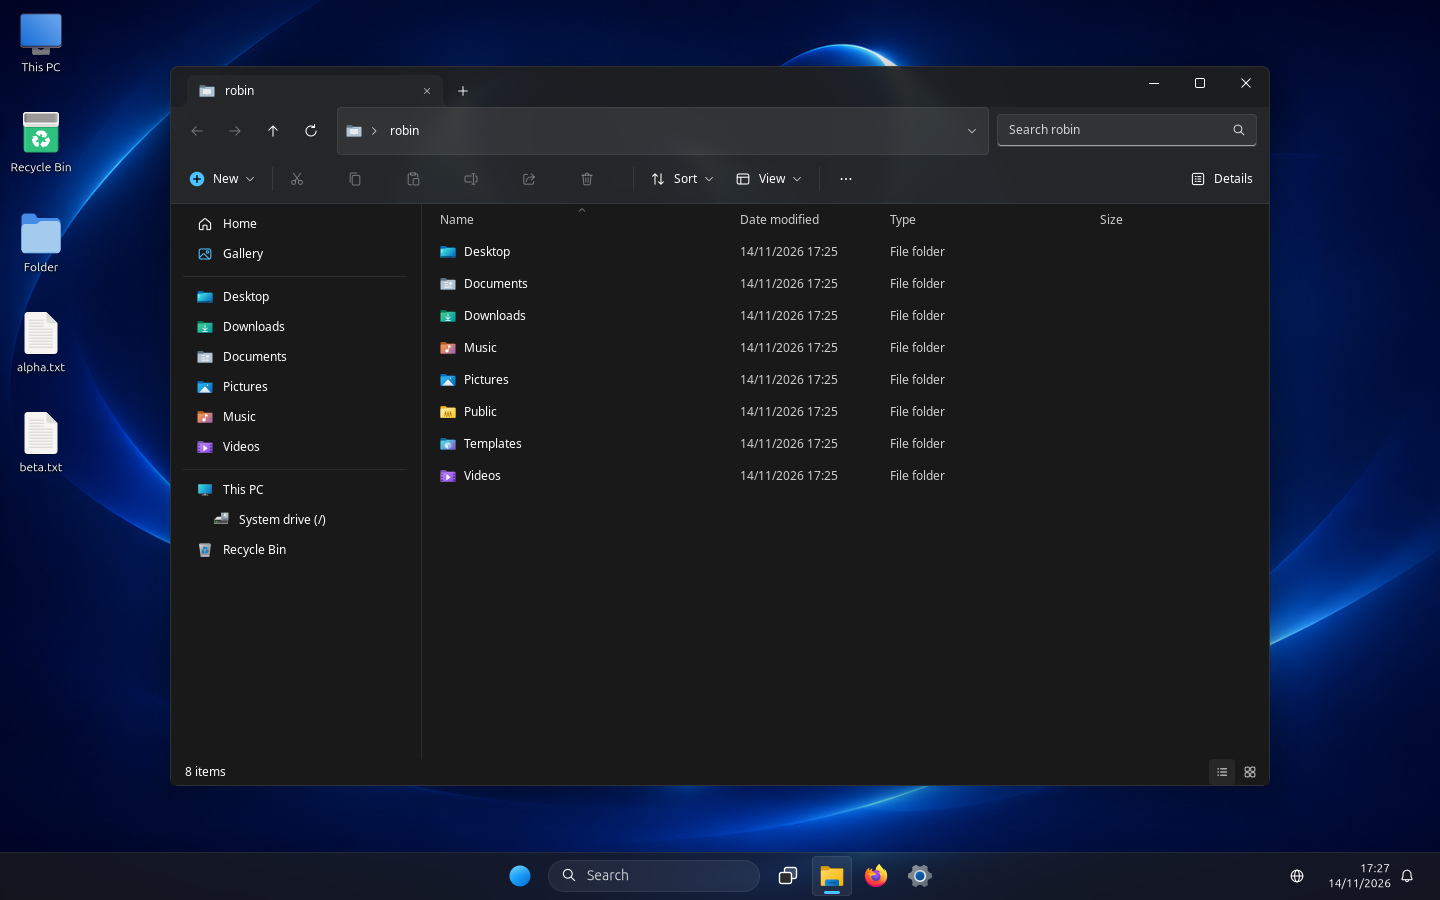 This PC
Recycle Bin
Folder
alpha.txt
beta.txt
robin
robin
Search robin
New
Sort
View
Details
Home
Gallery
Desktop
Downloads
Documents
Pictures
Music
Videos
This PC
System drive (/)
Recycle Bin
Name Date modified Type Size
Desktop 14/11/2026 17:25 File folder
Documents 14/11/2026 17:25 File folder
Downloads 14/11/2026 17:25 File folder
Music 14/11/2026 17:25 File folder
Pictures 14/11/2026 17:25 File folder
Public 14/11/2026 17:25 File folder
Templates 14/11/2026 17:25 File folder
Videos 14/11/2026 17:25 File folder
8 items
Search
17:27
14/11/2026